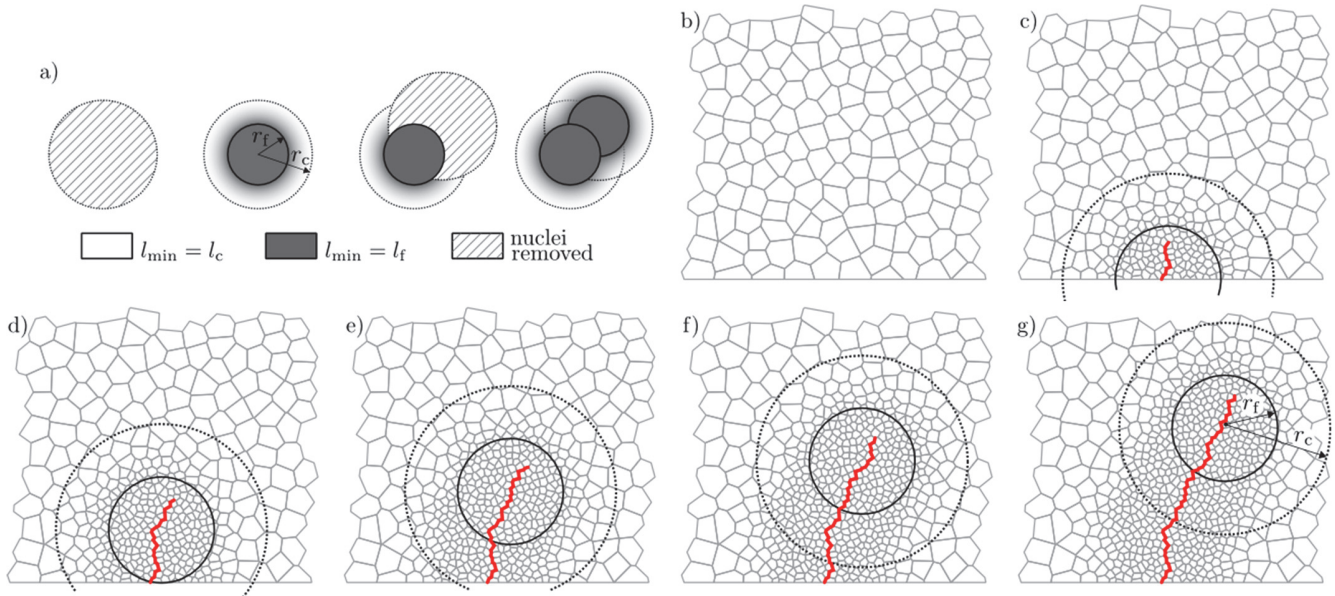 a)
r_f
r_c
l_min = l_c
l_min = l_f
nuclei
removed
b)
c)
d)
e)
f)
g)
r_f
r_c